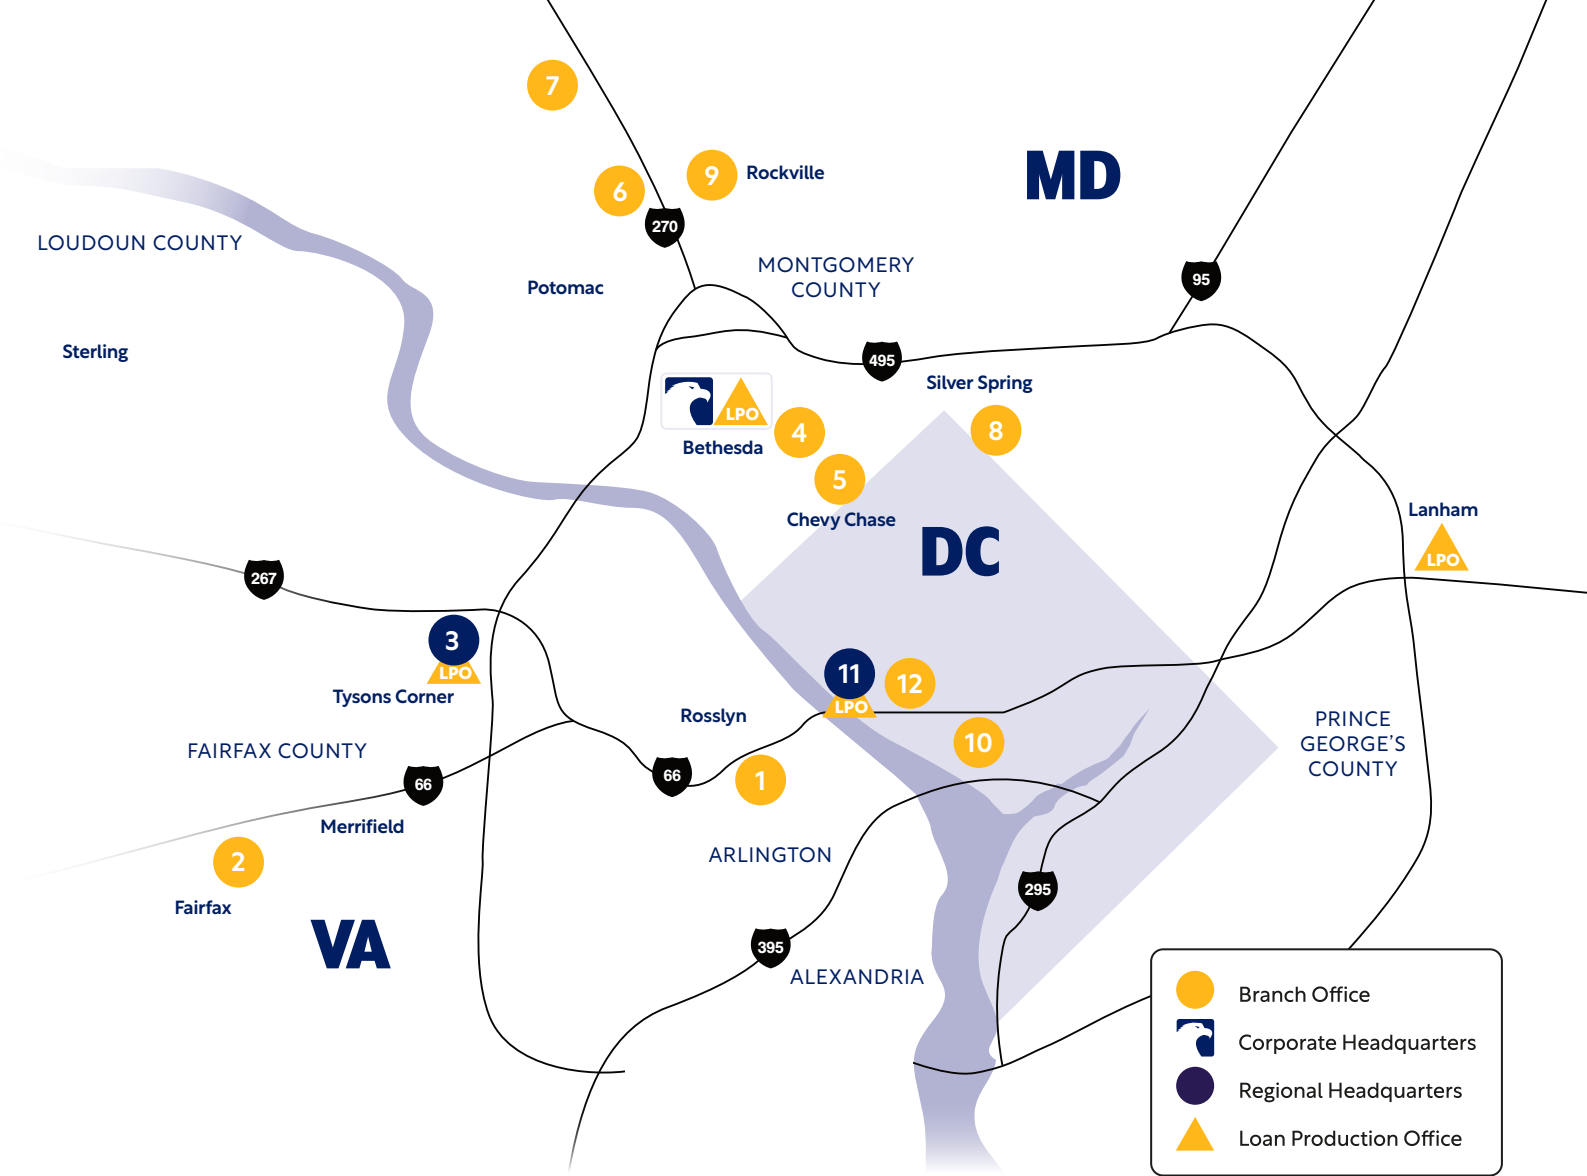 7
9
Rockville
6
MD
270
LOUDOUN COUNTY
MONTGOMERY
COUNTY
95
Potomac
Sterling
495
Silver Spring
LPO
4
8
Bethesda
5
Chevy Chase
Lanham
LPO
DC
267
3
LPO
Tysons Corner
11
LPO
12
Rosslyn
10
FAIRFAX COUNTY
PRINCE
GEORGE'S
COUNTY
66
66
1
Merrifield
ARLINGTON
2
Fairfax
295
VA
395
ALEXANDRIA
Branch Office
Corporate Headquarters
Regional Headquarters
Loan Production Office